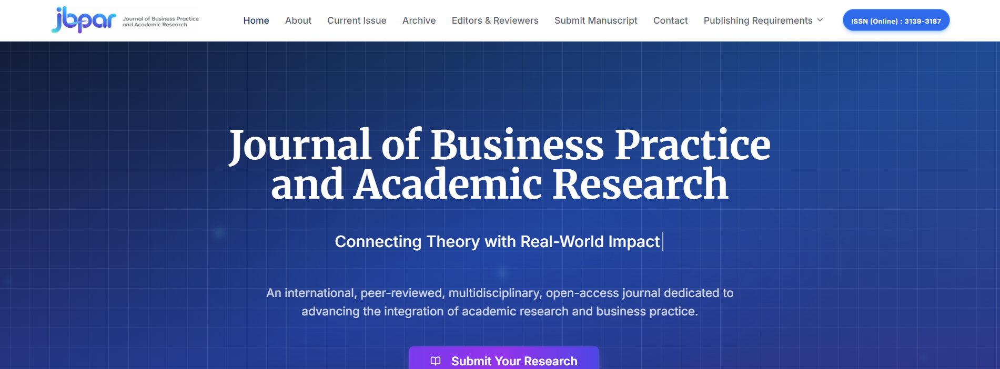 jbpar
Journal of Business Practice
and Academic Research
Home About Current Issue Archive Editors & Reviewers Submit Manuscript Contact Publishing Requirements
ISSN (Online) : 3139-3187
Journal of Business Practice
and Academic Research
Connecting Theory with Real-World Impact
An international, peer-reviewed, multidisciplinary, open-access journal dedicated to
advancing the integration of academic research and business practice.
Submit Your Research